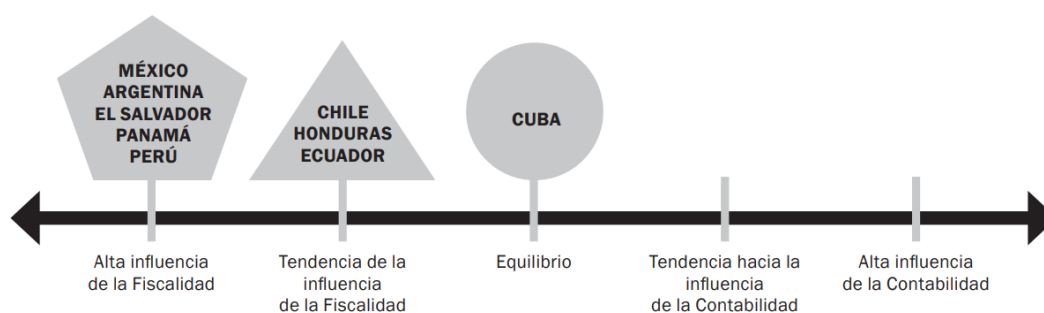 MÉXICO
ARGENTINA
EL SALVADOR
PANAMÁ
PERÚ
CHILE
HONDURAS
ECUADOR
CUBA
Alta influencia
de la Fiscalidad
Tendencia de la
influencia
de la Fiscalidad
Equilibrio
Tendencia hacia la
influencia
de la Contabilidad
Alta influencia
de la Contabilidad